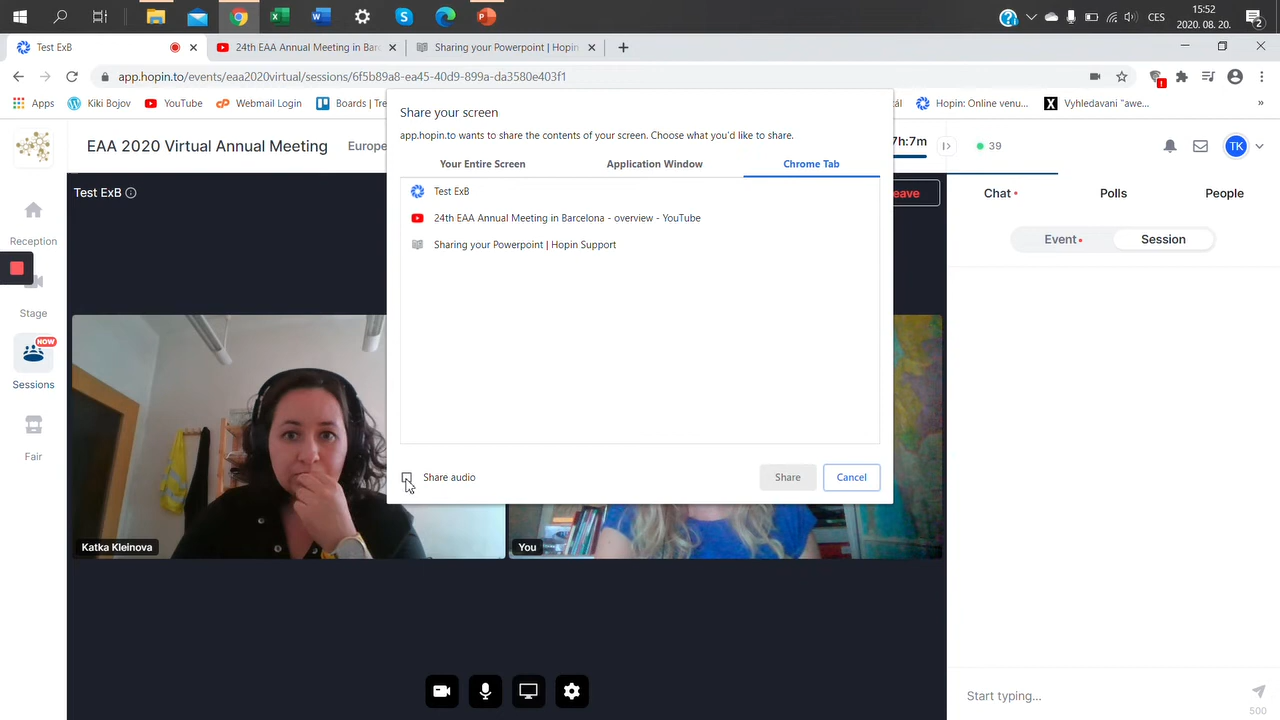 CES
15:52
2020. 08. 20.
2
Test ExB
24th EAA Annual Meeting in Barc
Sharing your Powerpoint | Hopin
app.hopin.to/events/eaa2020virtual/sessions/6f5b89a8-ea45-40d9-899a-da3580e403f1
Apps
Kiki Bojov
YouTube
Webmail Login
Boards | Tre
Hopin: Online venu...
Vyhledavani "awe...
»
EAA 2020 Virtual Annual Meeting
Europe
7h:7m
39
TK
Test ExB
eave
Reception
Stage
NOW
Sessions
Fair
Share your screen
app.hopin.to wants to share the contents of your screen. Choose what you'd like to share.
Your Entire Screen
Application Window
Chrome Tab
Test ExB
24th EAA Annual Meeting in Barcelona - overview - YouTube
Sharing your Powerpoint | Hopin Support
Share audio
Share
Cancel
Katka Kleinova
You
Chat
Polls
People
Event
Session
Start typing...
500